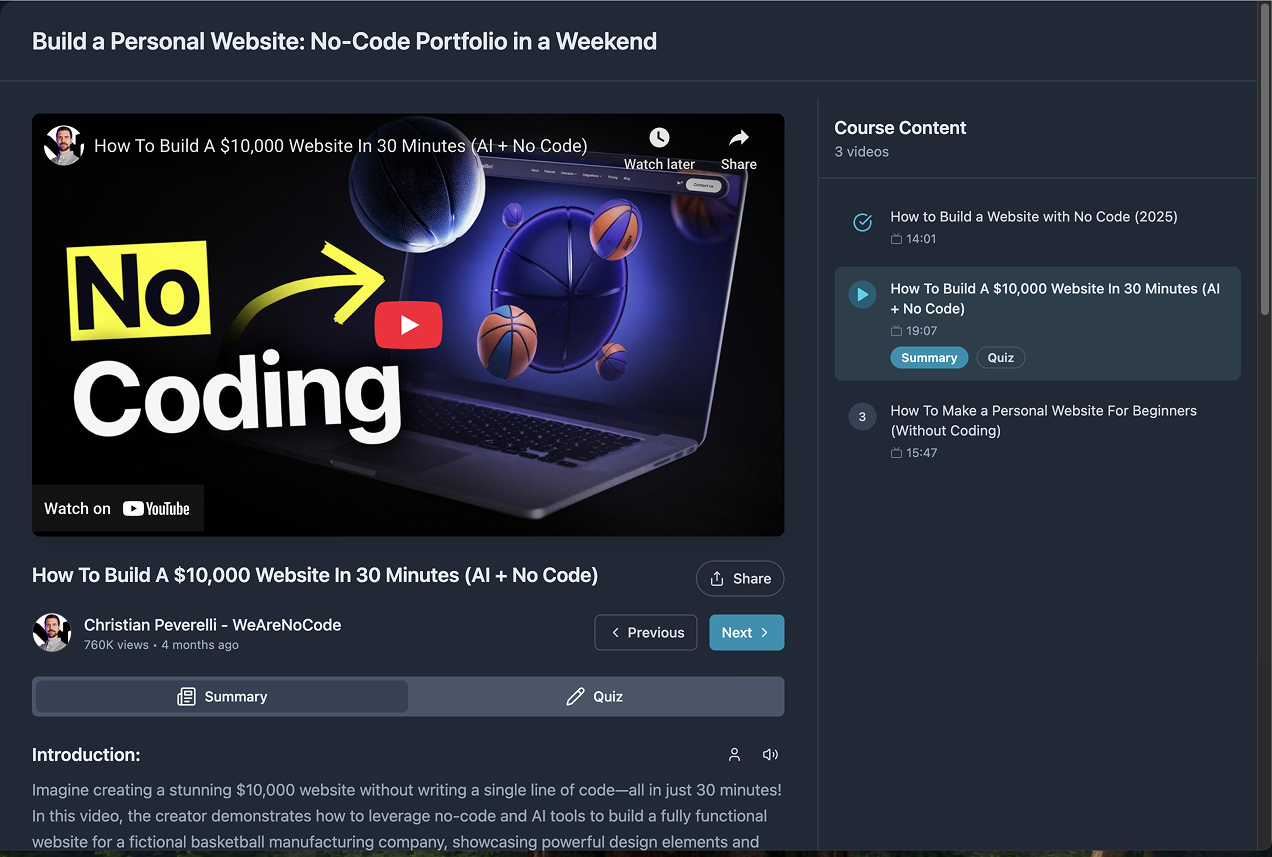 Build a Personal Website: No-Code Portfolio in a Weekend
How To Build A $10,000 Website In 30 Minutes (AI + No Code)
Watch later
Share
Contact us
No
Coding
Watch on YouTube
How To Build A $10,000 Website In 30 Minutes (AI + No Code)
Share
Christian Peverelli - WeAreNoCode
760K views • 4 months ago
Previous
Next
Summary
Quiz
Introduction:
Imagine creating a stunning $10,000 website without writing a single line of code—all in just 30 minutes!
In this video, the creator demonstrates how to leverage no-code and AI tools to build a fully functional
website for a fictional basketball manufacturing company, showcasing powerful design elements and
Course Content
3 videos
How to Build a Website with No Code (2025)
14:01
How To Build A $10,000 Website In 30 Minutes (AI
+ No Code)
19:07
Summary
Quiz
3
How To Make a Personal Website For Beginners
(Without Coding)
15:47